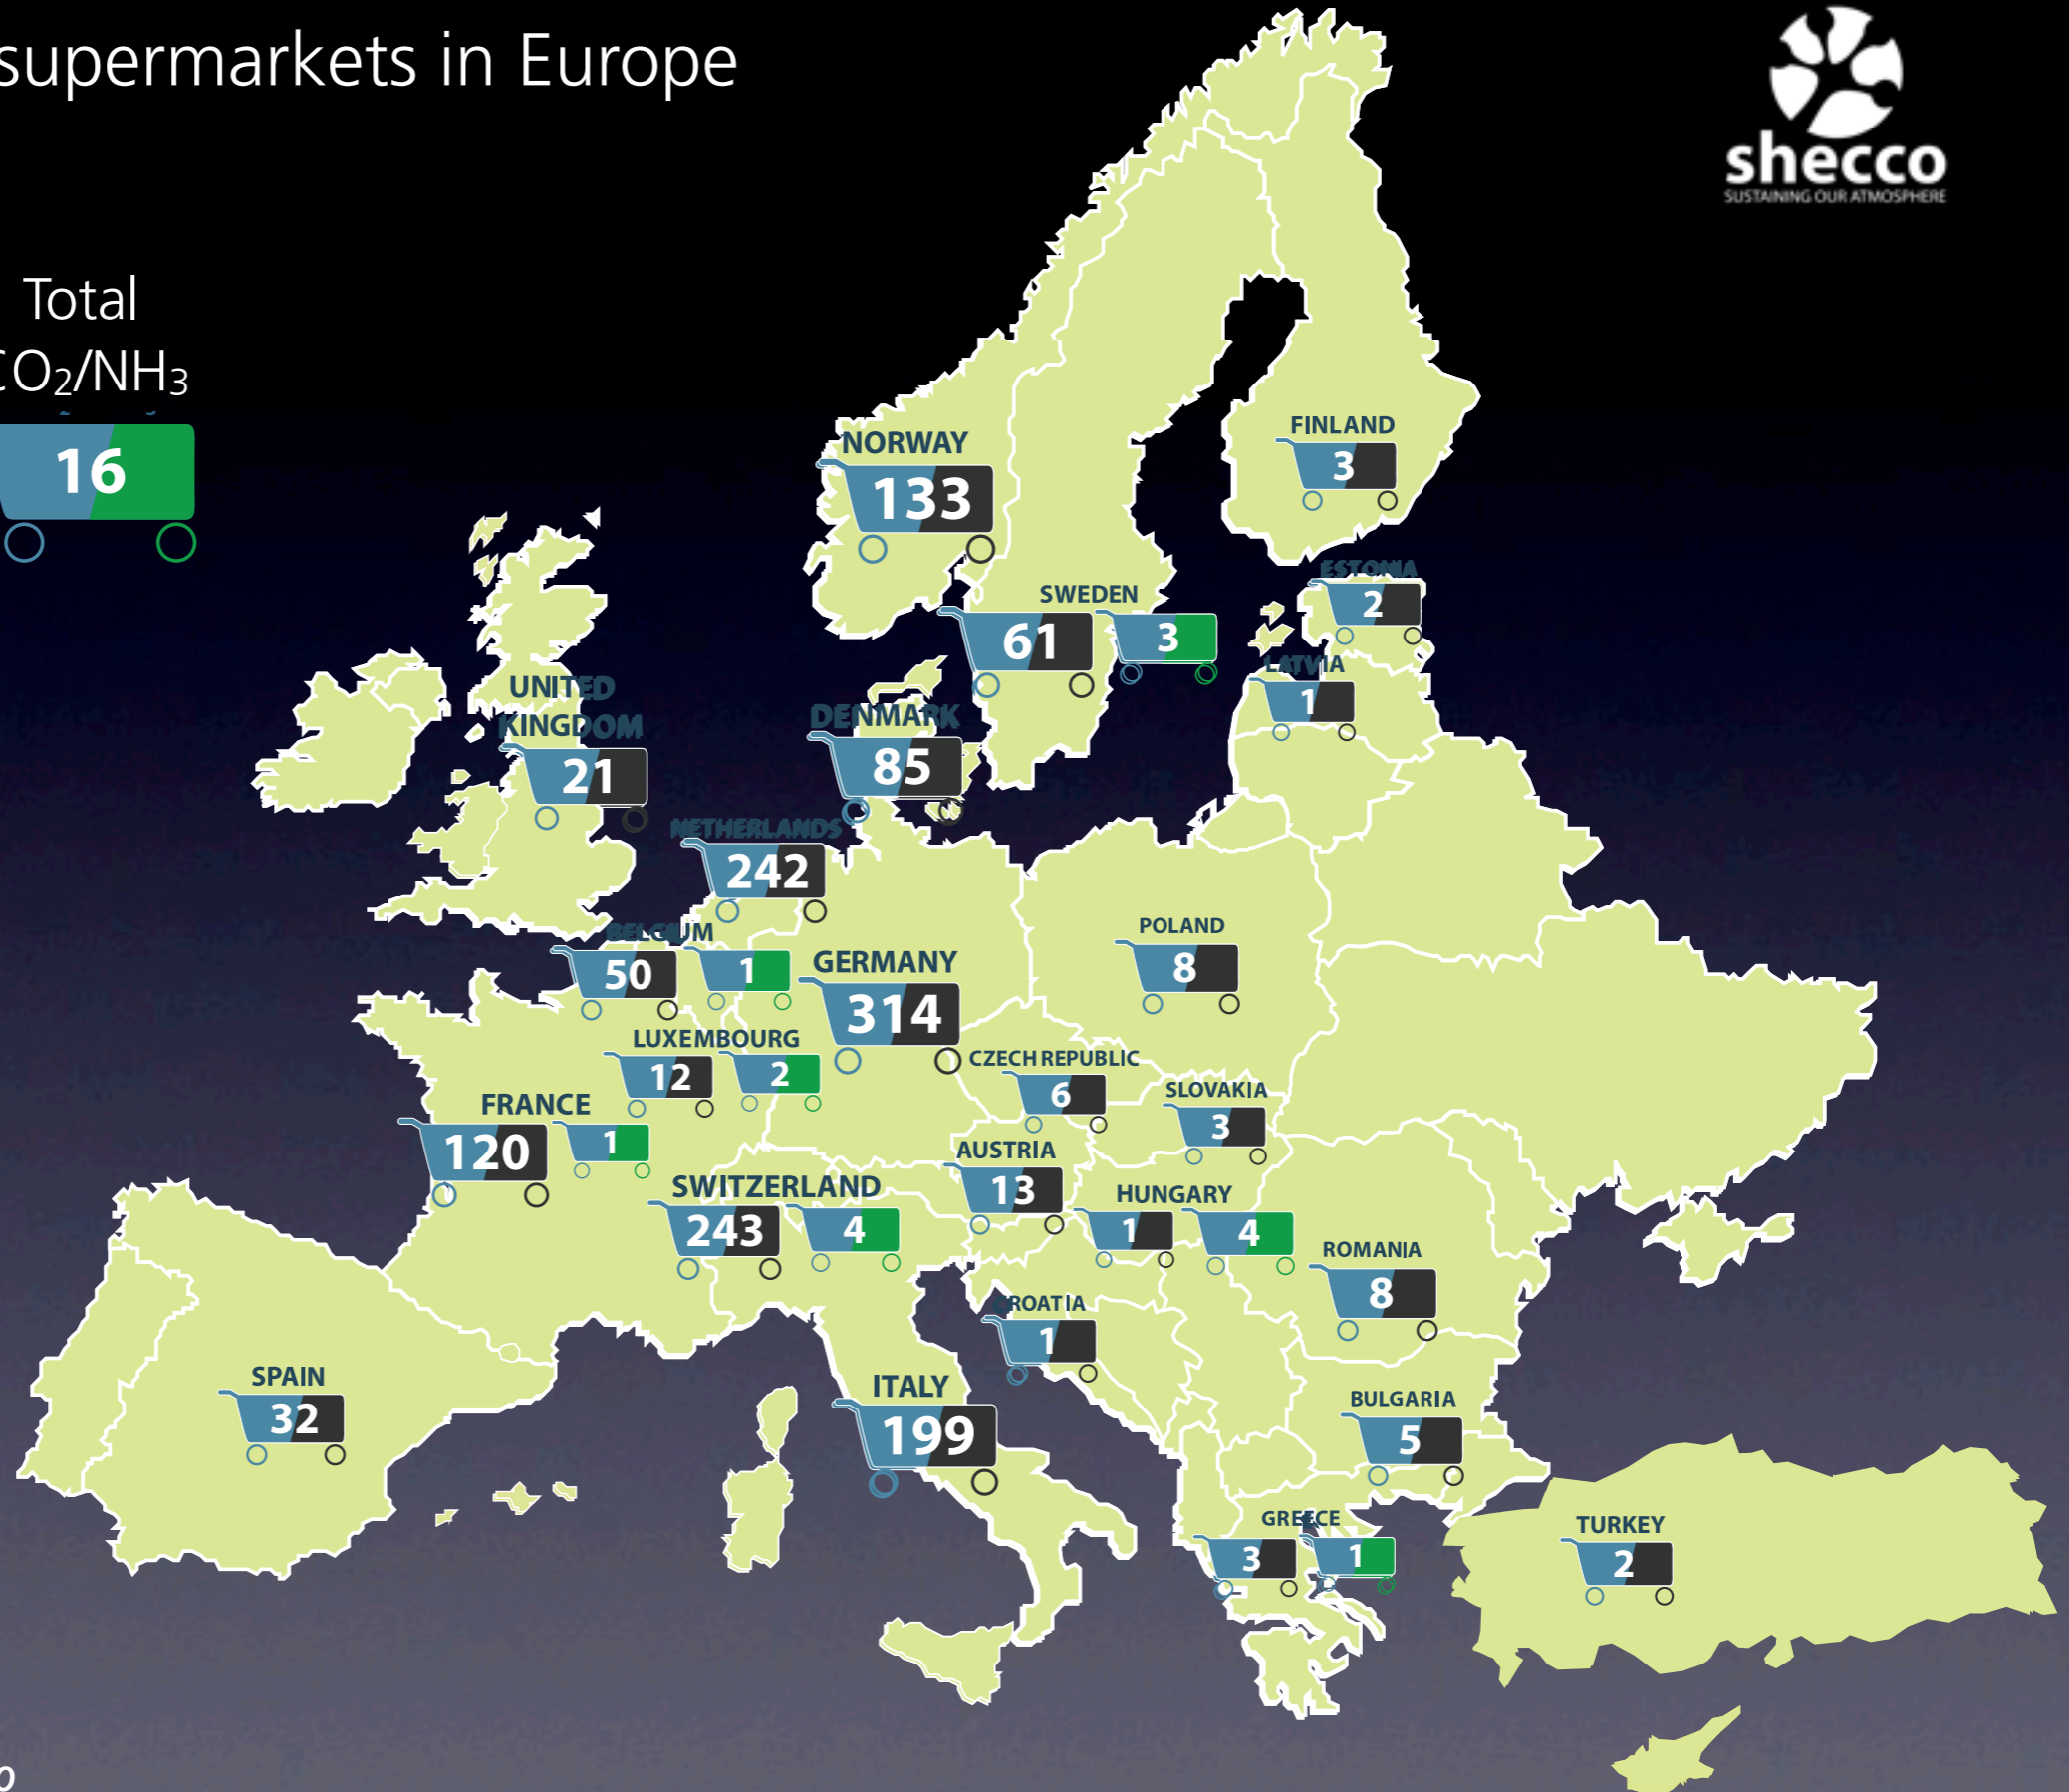 supermarkets in Europe
shecco
SUSTAINING OUR ATMOSPHERE
Total
CO₂/NH₃
16
NORWAY
133
FINLAND
3
SWEDEN
61
3
ESTONIA
2
LATVIA
1
UNITED
KINGDOM
21
DENMARK
85
NETHERLANDS
242
BELGIUM
50
1
GERMANY
314
POLAND
8
LUXEMBOURG
12
2
CZECH REPUBLIC
6
SLOVAKIA
3
FRANCE
120
1
AUSTRIA
13
SWITZERLAND
243
4
HUNGARY
1
4
ROMANIA
8
CROATIA
1
SPAIN
32
ITALY
199
BULGARIA
5
GREECE
3
1
TURKEY
2